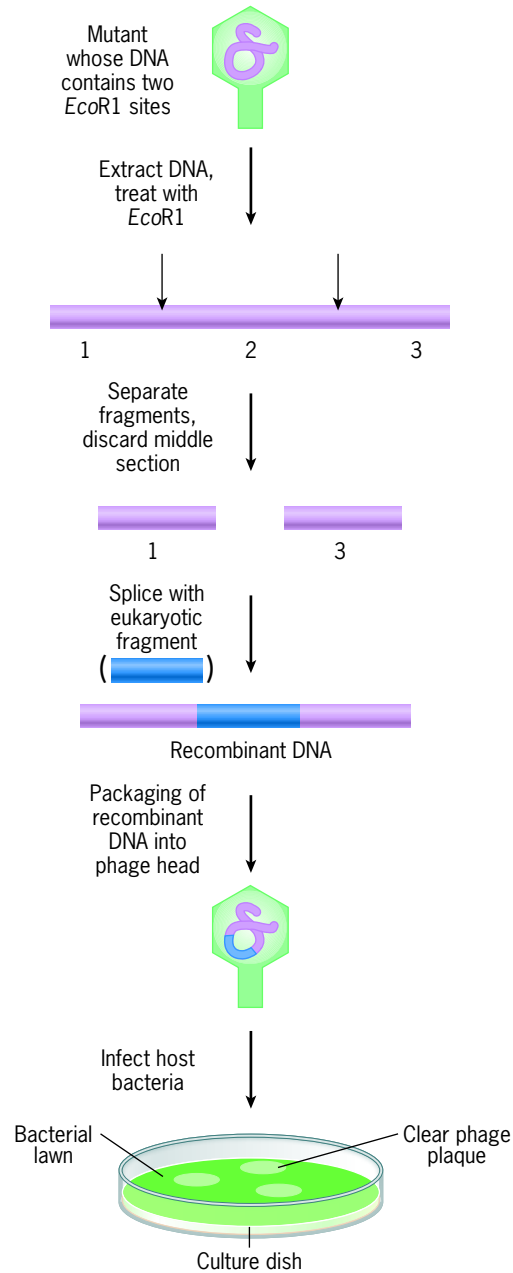 Mutant
whose DNA
contains two
EcoR1 sites
Extract DNA,
treat with
EcoR1
1 2 3
Separate
fragments,
discard middle
section
1 3
Splice with
eukaryotic
fragment
( )
Recombinant DNA
Packaging of
recombinant
DNA into
phage head
Infect host
bacteria
Bacterial
lawn
Clear phage
plaque
Culture dish